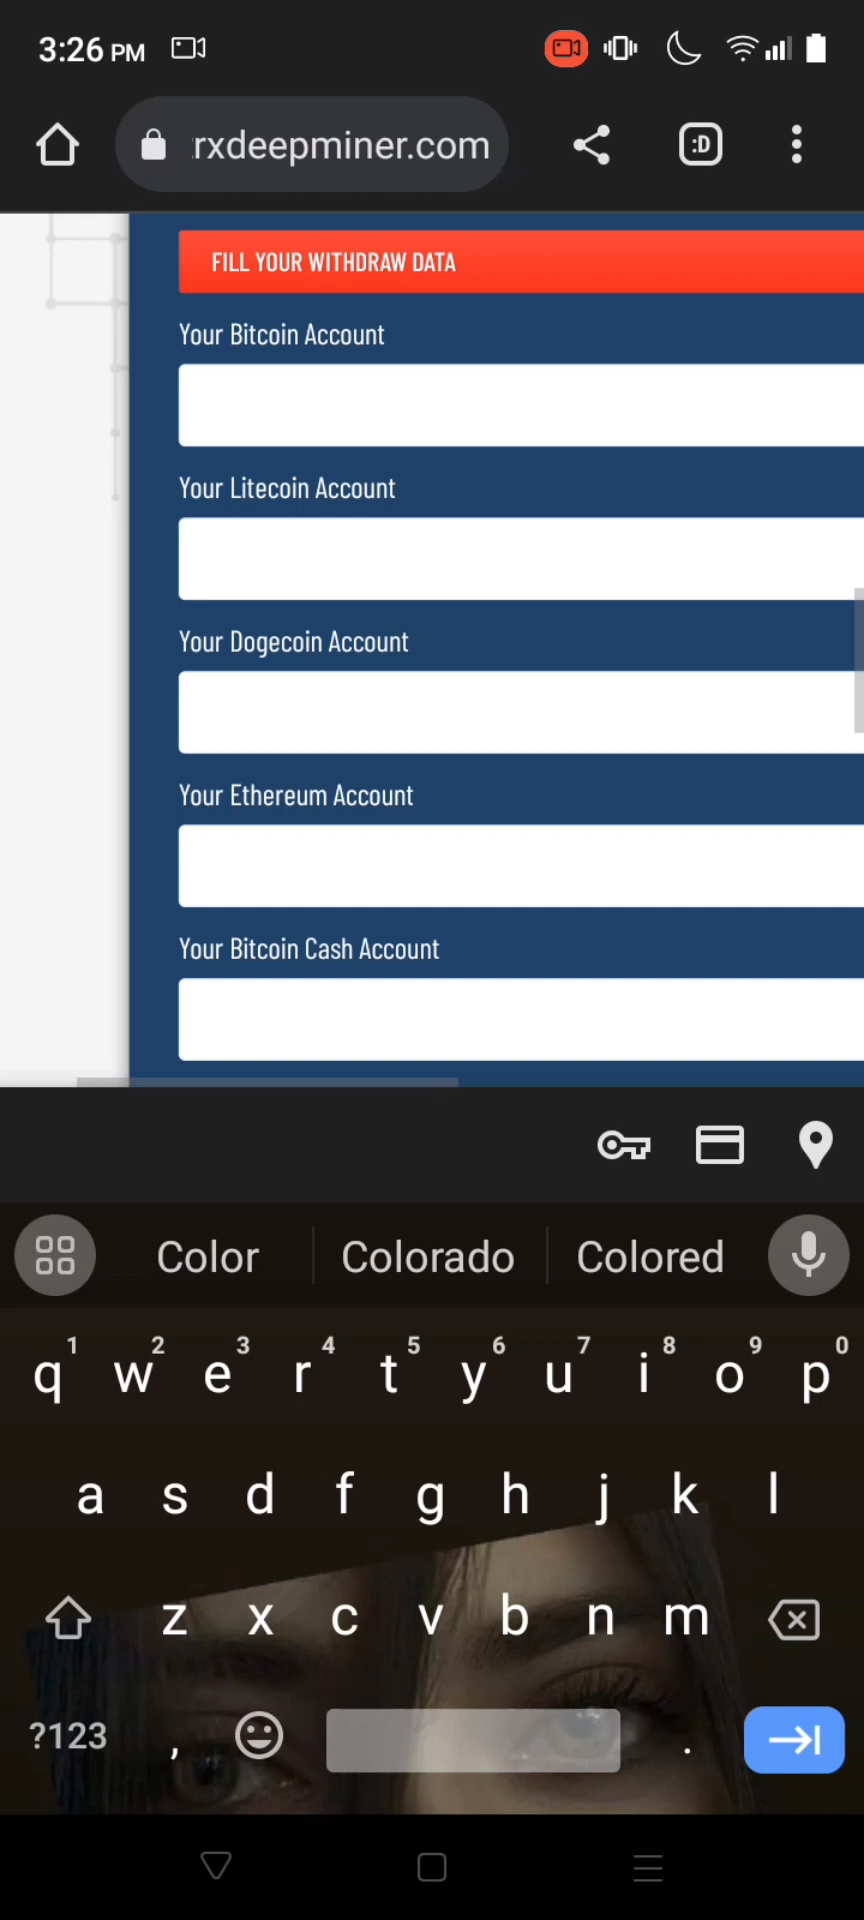 3:26 PM
rxdeepminer.com
:D
FILL YOUR WITHDRAW DATA
Your Bitcoin Account
Your Litecoin Account
Your Dogecoin Account
Your Ethereum Account
Your Bitcoin Cash Account
Color Colorado Colored
1 2 3 4 5 6 7 8 9 0
q w e r t y u i o p
a s d f g h j k l
z x c v b n m
?123 , .